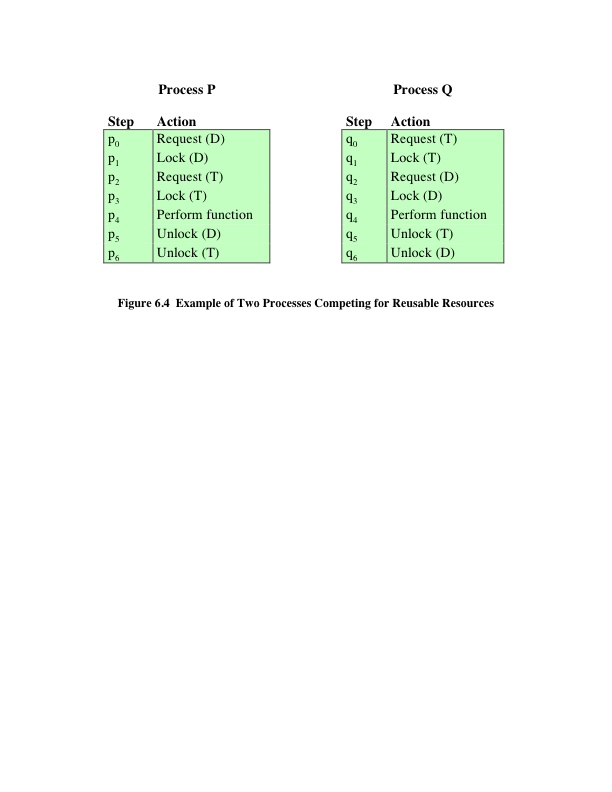 Process P
Process Q
Step Action
p0 Request (D)
p1 Lock (D)
p2 Request (T)
p3 Lock (T)
p4 Perform function
p5 Unlock (D)
p6 Unlock (T)
Step Action
q0 Request (T)
q1 Lock (T)
q2 Request (D)
q3 Lock (D)
q4 Perform function
q5 Unlock (T)
q6 Unlock (D)
Figure 6.4 Example of Two Processes Competing for Reusable Resources